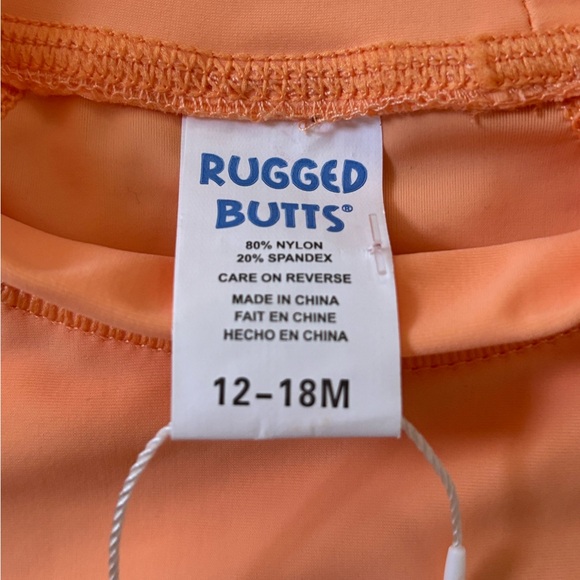 RUGGED
BUTTS®
80% NYLON
20% SPANDEX
CARE ON REVERSE
MADE IN CHINA
FAIT EN CHINE
HECHO EN CHINA
12-18M